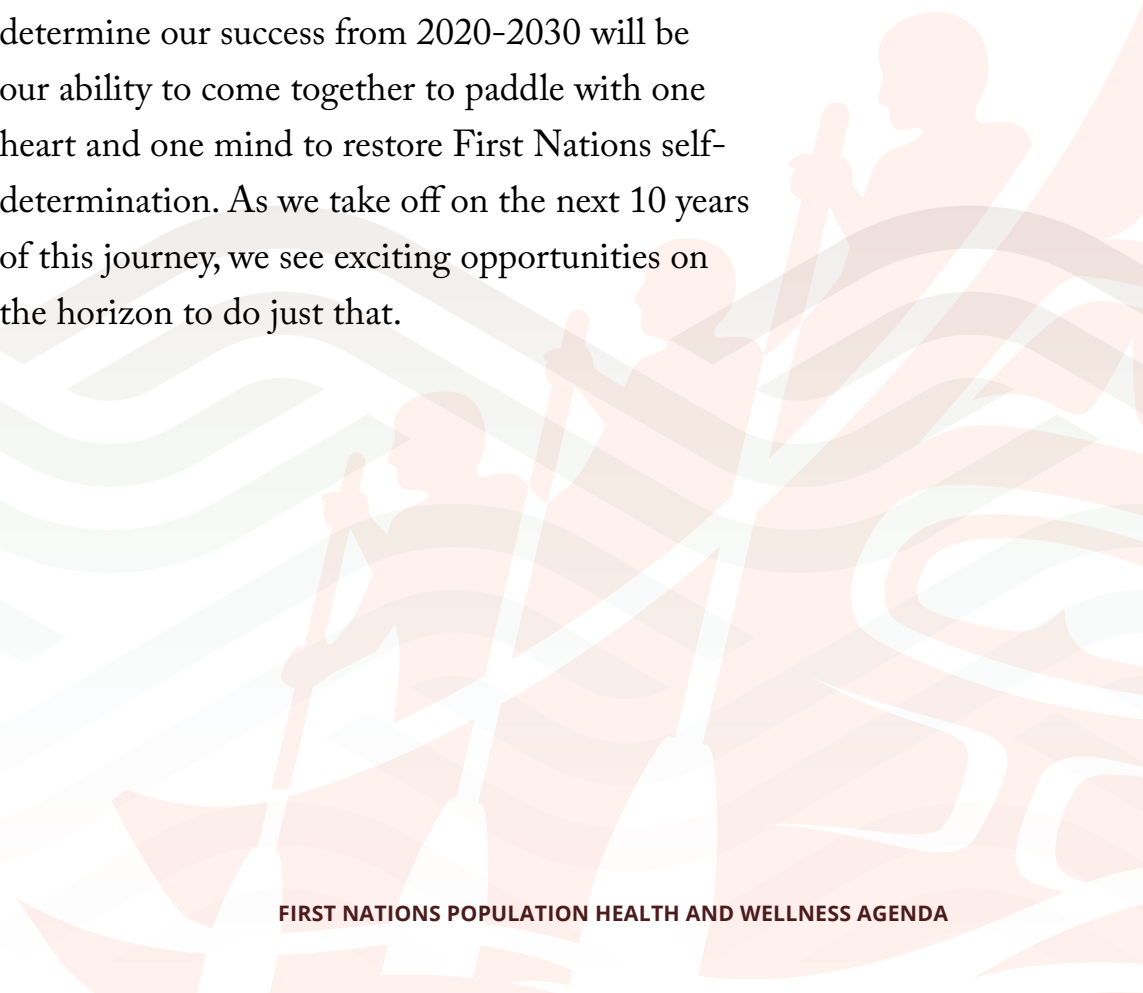 determine our success from 2020-2030 will be
our ability to come together to paddle with one
heart and one mind to restore First Nations self-
determination. As we take off on the next 10 years
of this journey, we see exciting opportunities on
the horizon to do just that.
FIRST NATIONS POPULATION HEALTH AND WELLNESS AGENDA